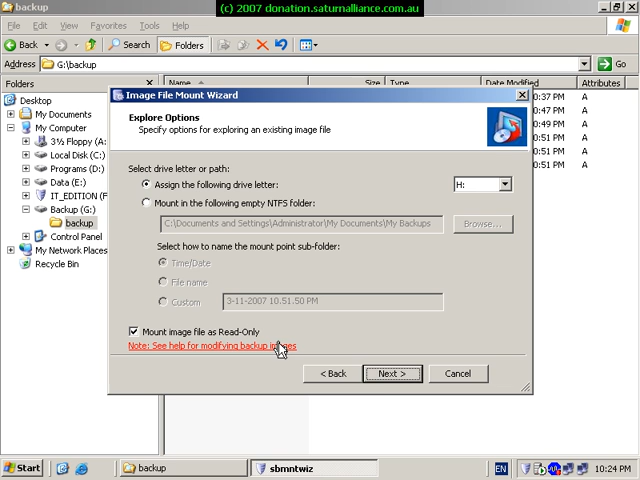 backup
(c) 2007 donation.saturnalliance.com.au
File Edit View Favorites Tools Help
Back Search Folders
Address G:\backup Go
Folders Name Size Type Date Modified Attributes
Desktop
My Documents
My Computer
3½ Floppy (A:
Local Disk (C:)
Programs (D:)
Data (E:)
IT_EDITION (F
Backup (G:)
backup
Control Panel
My Network Places
Recycle Bin
0:37 PM A
0:47 PM A
0:49 PM A
0:51 PM A
0:51 PM A
0:51 PM A
Image File Mount Wizard
Explore Options
Specify options for exploring an existing image file
Select drive letter or path:
Assign the following drive letter: H:
Mount in the following empty NTFS folder:
C:\Documents and Settings\Administrator\My Documents\My Backups Browse...
Select how to name the mount point sub-folder:
Time/Date
File name
Custom 3-11-2007 10.51.50 PM
Mount image file as Read-Only
Note: See help for modifying backup images
< Back Next > Cancel
Start backup sbmntwiz EN 10:24 PM